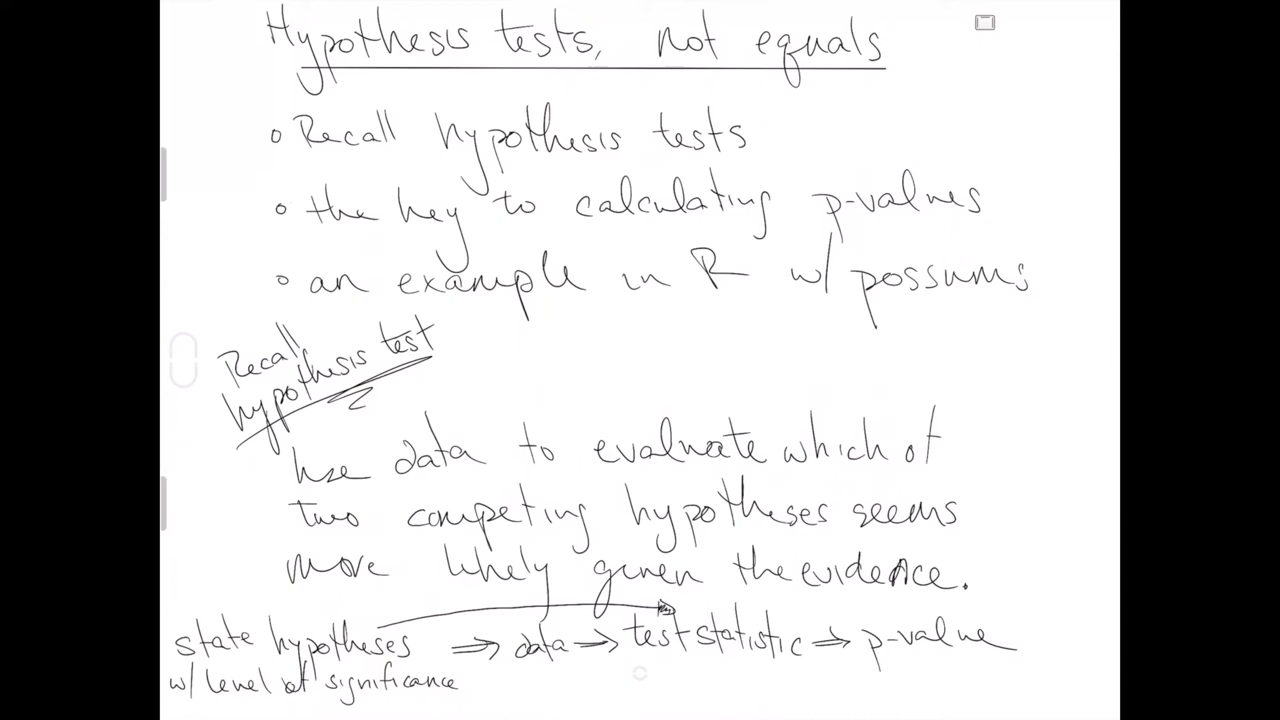 Hypothesis tests, not equals
◦ Recall hypothesis tests
◦ the key to calculating p-values
◦ an example in R w/ possums
Recall
hypothesis test
Use data to evaluate which of
two competing hypotheses seems
more likely given the evidence.
state hypotheses ⇒ data ⇒ test statistic ⇒ p-value
w/ level of significance